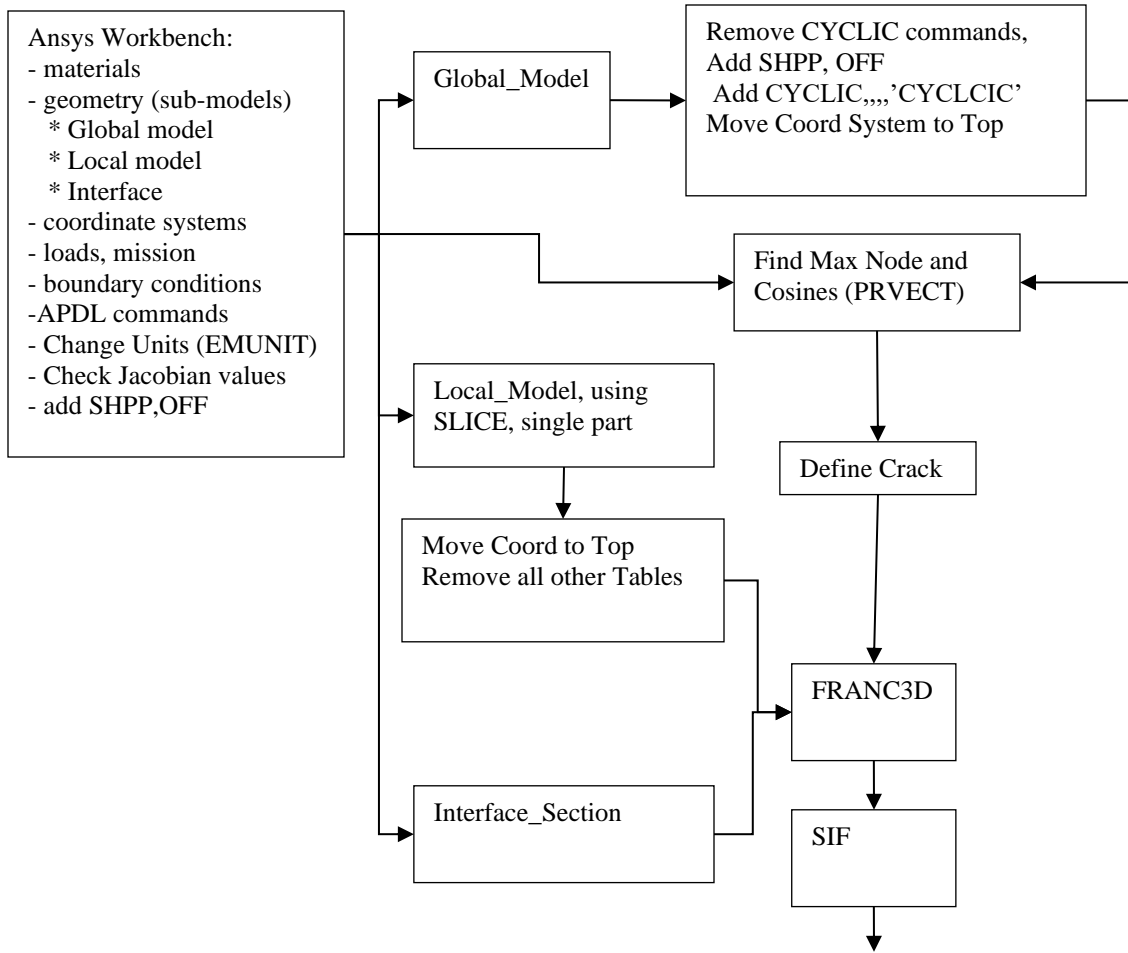 Ansys Workbench:
- materials
- geometry (sub-models)
* Global model
* Local model
* Interface
- coordinate systems
- loads, mission
- boundary conditions
-APDL commands
- Change Units (EMUNIT)
- Check Jacobian values
- add SHPP,OFF
Global_Model
Remove CYCLIC commands,
Add SHPP, OFF
Add CYCLIC,,,,’CYCLCIC’
Move Coord System to Top
Find Max Node and
Cosines (PRVECT)
Local_Model, using
SLICE, single part
Define Crack
Move Coord to Top
Remove all other Tables
FRANC3D
Interface_Section
SIF